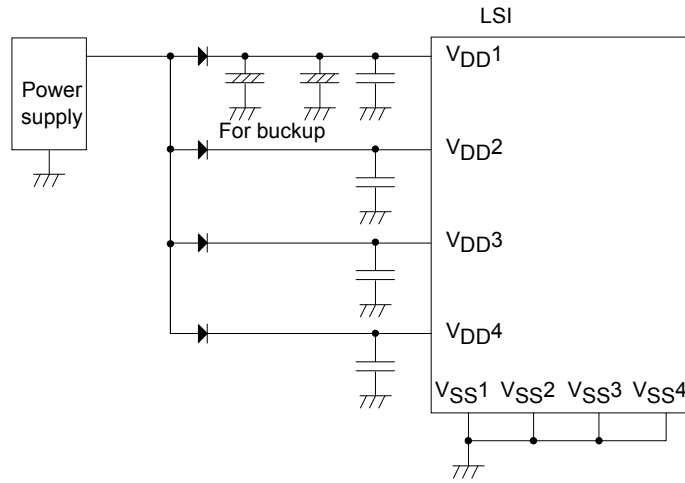 LSI
Power
supply
VDD1
For buckup
VDD2
VDD3
VDD4
VSS1 VSS2 VSS3 VSS4